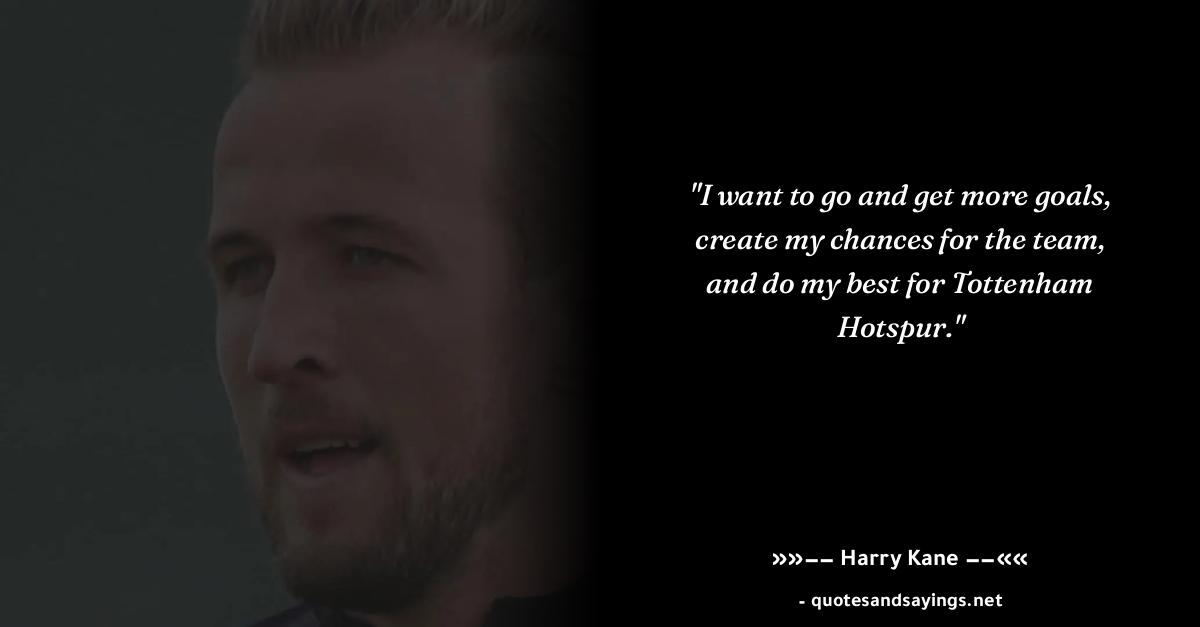 "I want to go and get more goals,
create my chances for the team,
and do my best for Tottenham
Hotspur."
»»–– Harry Kane ––««
- quotesandsayings.net